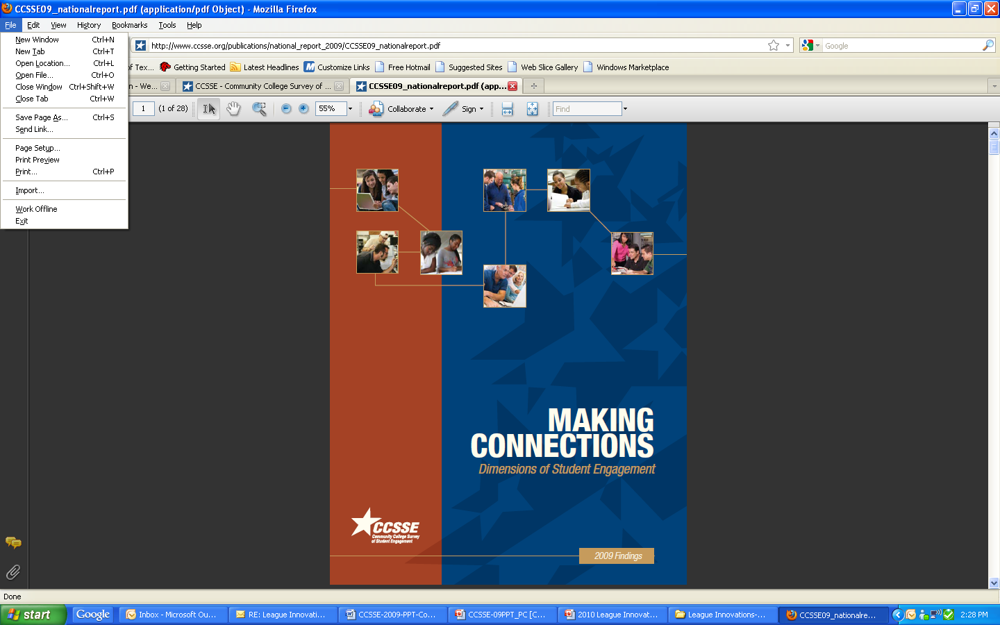 CCSSE09_nationalreport.pdf (application/pdf Object) - Mozilla Firefox
File Edit View History Bookmarks Tools Help
New Window Ctrl+N
New Tab Ctrl+T
Open Location... Ctrl+L
Open File... Ctrl+O
Close Window Ctrl+Shift+W
Close Tab Ctrl+W
Save Page As... Ctrl+S
Send Link...
Page Setup...
Print Preview
Print... Ctrl+P
Import...
Work Offline
Exit
http://www.ccsse.org/publications/national_report_2009/CCSSE09_nationalreport.pdf
Google
of Tex... Getting Started Latest Headlines Customize Links Free Hotmail Suggested Sites Web Slice Gallery Windows Marketplace
n - We... CCSSE - Community College Survey of ... CCSSE09_nationalreport.pdf (app...
1 (1 of 28) 55% Collaborate Sign Find
MAKING
CONNECTIONS
Dimensions of Student Engagement
CCSSE
Community College Survey
of Student Engagement
2009 Findings
Done
start Google Inbox - Microsoft Ou... RE: League Innovati... CCSSE-2009-PPT-Co... CCSSE-09PPT_PC [C... 2010 League Innovat... League Innovations-... CCSSE09_nationalre... 2:28 PM